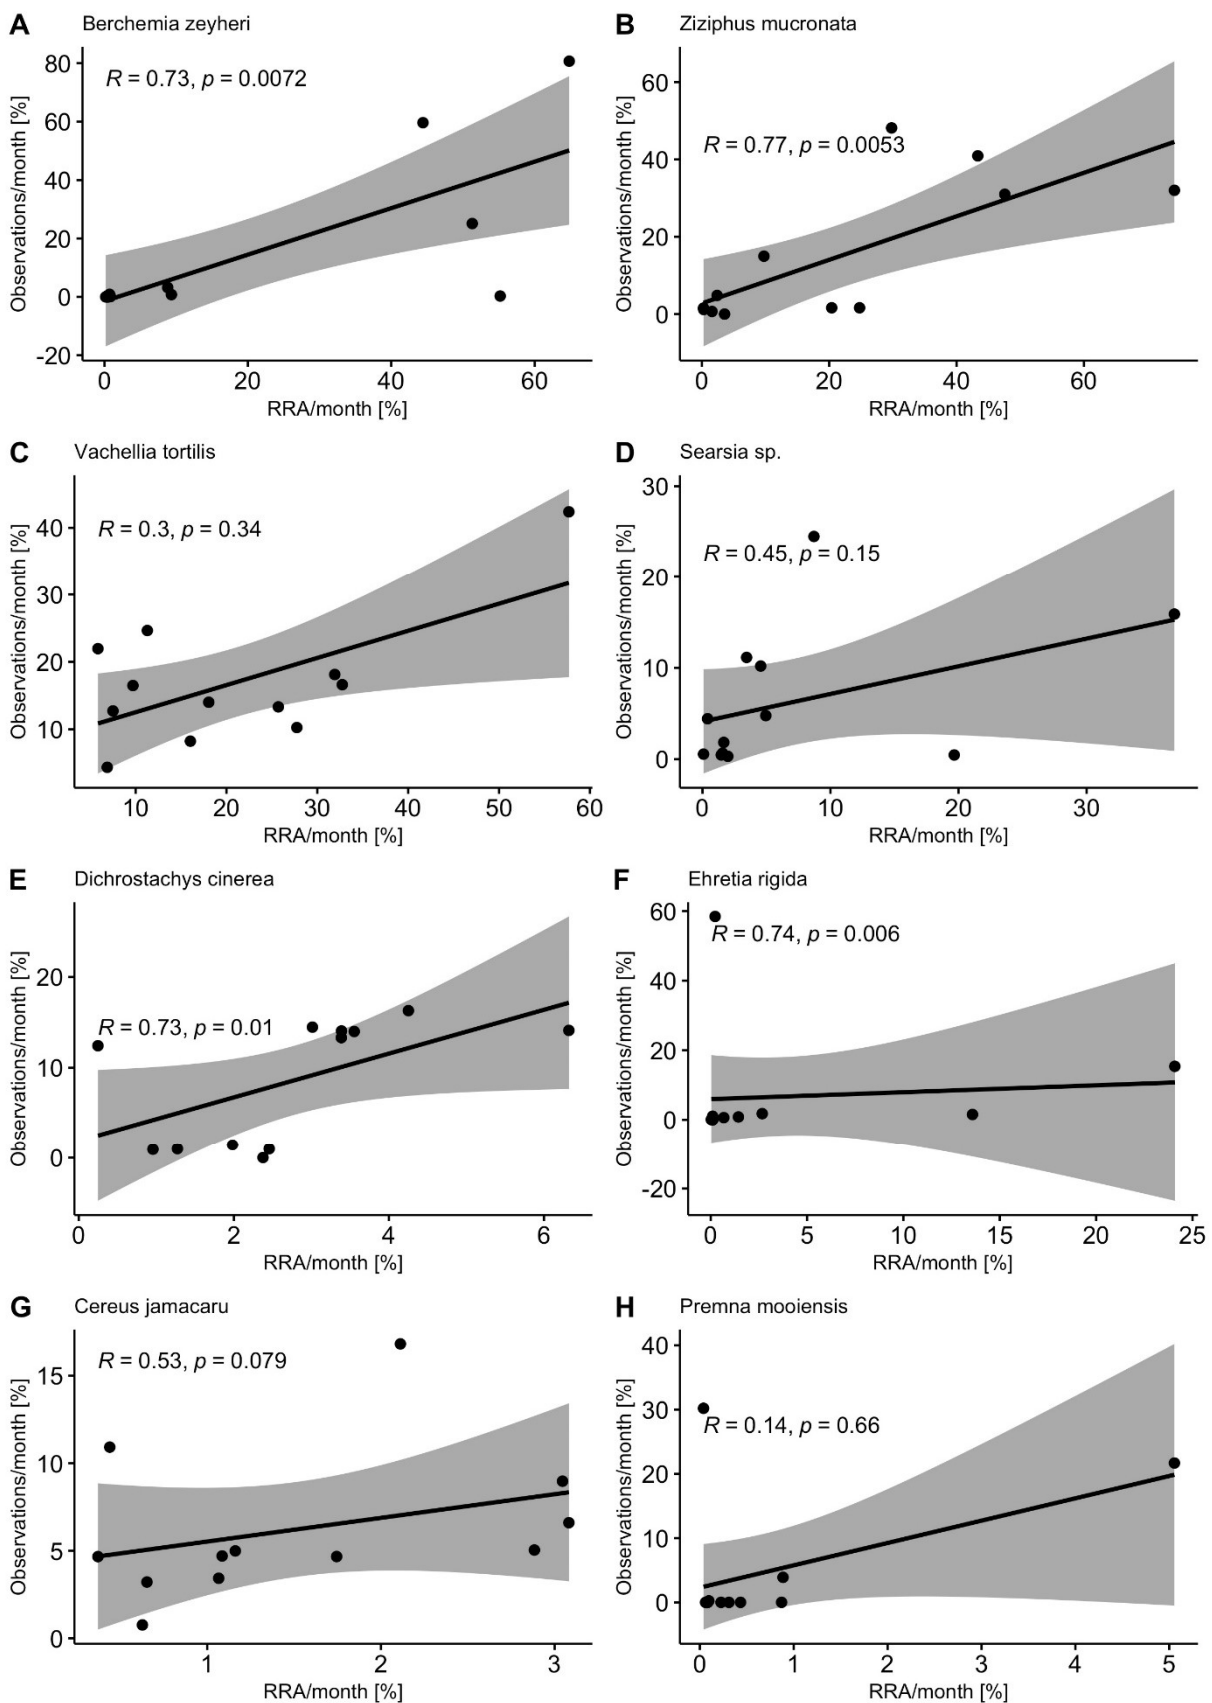 A Berchemia zeyheri
R = 0.73, p = 0.0072
Observations/month [%]
80
60
40
20
0
-20
0 20 40 60
RRA/month [%]
B Ziziphus mucronata
R = 0.77, p = 0.0053
Observations/month [%]
60
40
20
0
0 20 40 60
RRA/month [%]
C Vachellia tortilis
R = 0.3, p = 0.34
Observations/month [%]
40
30
20
10
10 20 30 40 50 60
RRA/month [%]
D Searsia sp.
R = 0.45, p = 0.15
Observations/month [%]
30
20
10
0
0 10 20 30
RRA/month [%]
E Dichrostachys cinerea
R = 0.73, p = 0.01
Observations/month [%]
20
10
0
0 2 4 6
RRA/month [%]
F Ehretia rigida
R = 0.74, p = 0.006
Observations/month [%]
60
40
20
0
-20
0 5 10 15 20 25
RRA/month [%]
G Cereus jamacaru
R = 0.53, p = 0.079
Observations/month [%]
15
10
5
0
1 2 3
RRA/month [%]
H Premna mooiensis
R = 0.14, p = 0.66
Observations/month [%]
40
30
20
10
0
0 1 2 3 4 5
RRA/month [%]